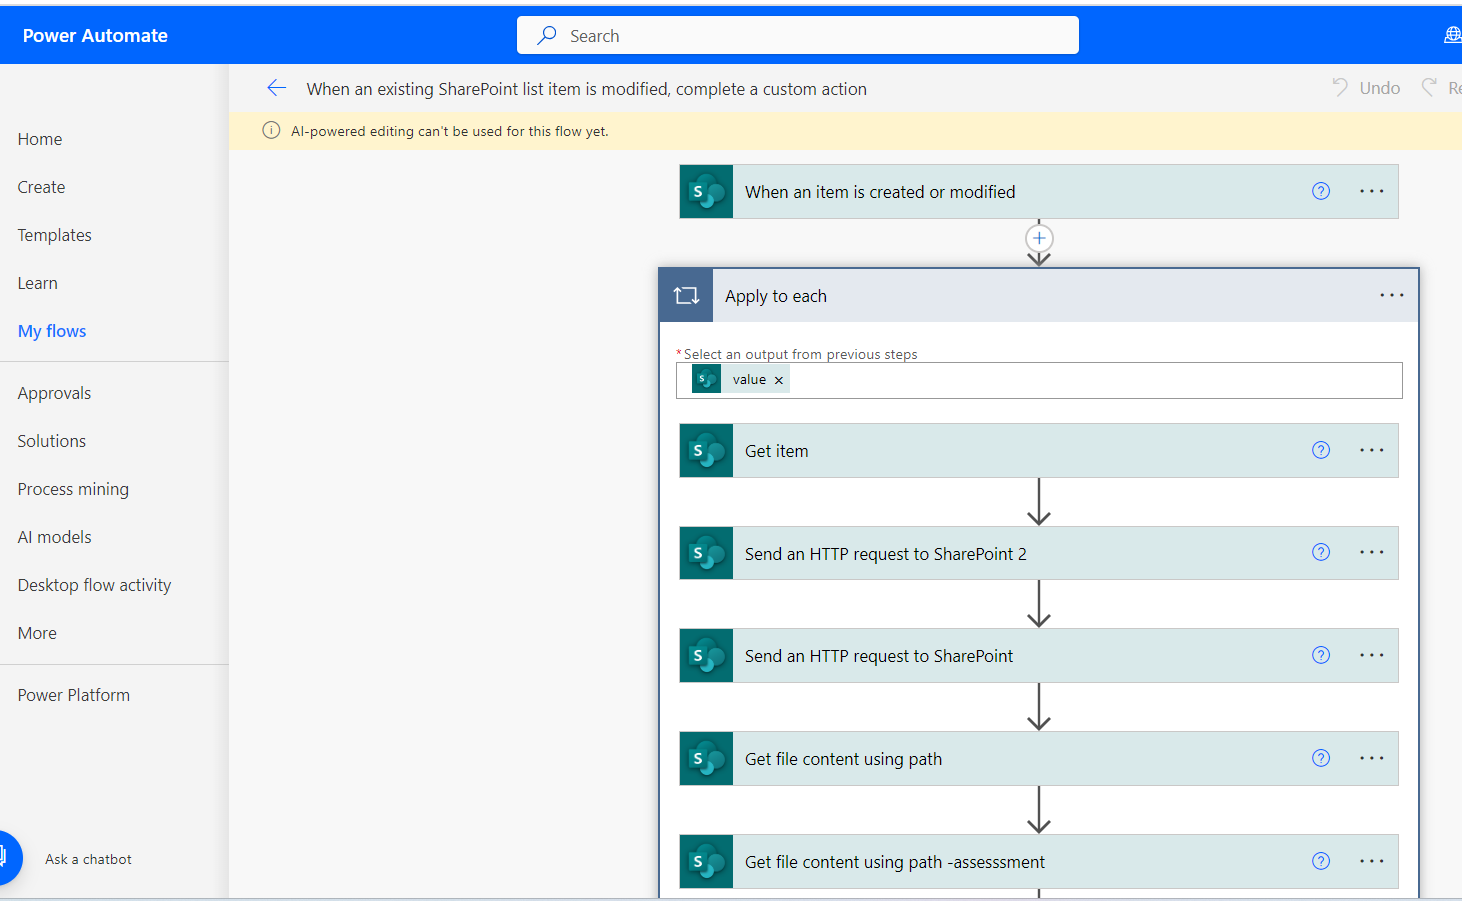 Power Automate
Search
When an existing SharePoint list item is modified, complete a custom action
Undo
Re
AI-powered editing can't be used for this flow yet.
Home
Create
Templates
Learn
My flows
Approvals
Solutions
Process mining
AI models
Desktop flow activity
More
Power Platform
Ask a chatbot
When an item is created or modified
Apply to each
*Select an output from previous steps
value ×
Get item
Send an HTTP request to SharePoint 2
Send an HTTP request to SharePoint
Get file content using path
Get file content using path -assesssment